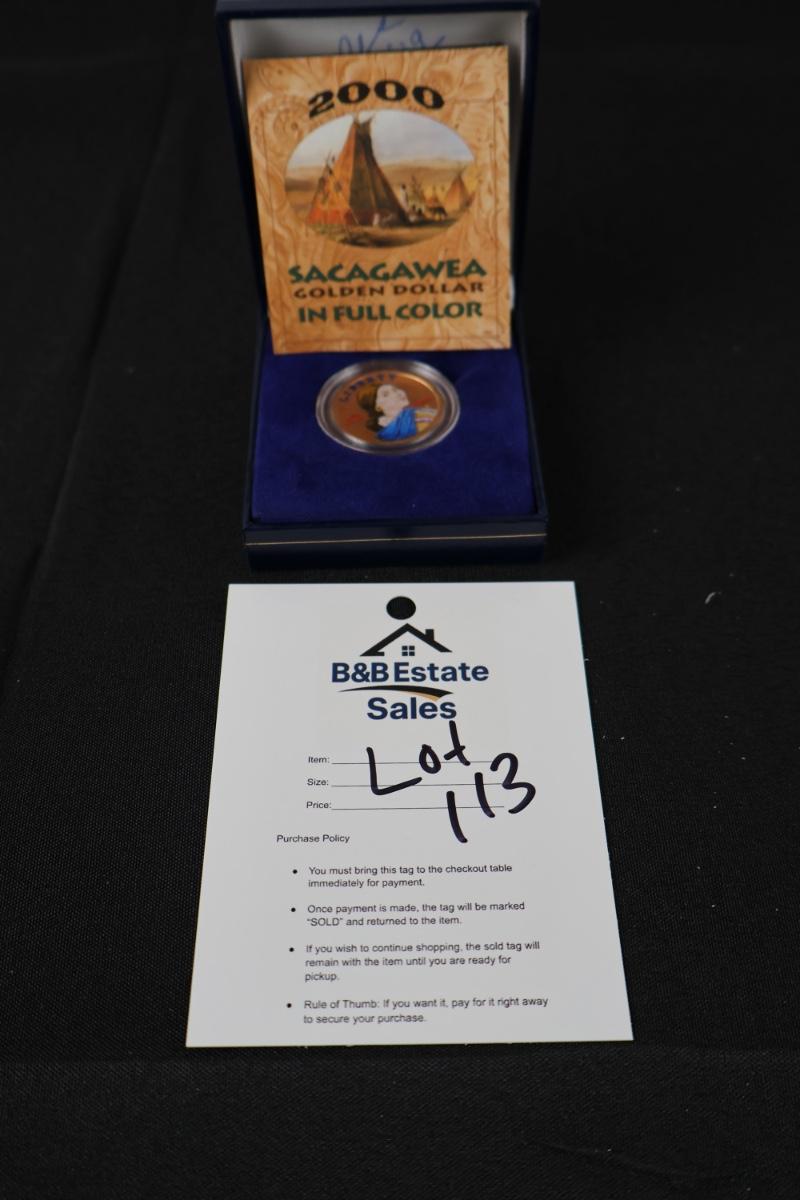 2000
SACAGAWEA
GOLDEN DOLLAR
IN FULL COLOR
LIBERTY
B&B Estate
Sales
Item:
Size:
Price:
Lot
113
Purchase Policy
• You must bring this tag to the checkout table
immediately for payment.
• Once payment is made, the tag will be marked
"SOLD" and returned to the item.
• If you wish to continue shopping, the sold tag will
remain with the item until you are ready for
pickup.
• Rule of Thumb: If you want it, pay for it right away
to secure your purchase.